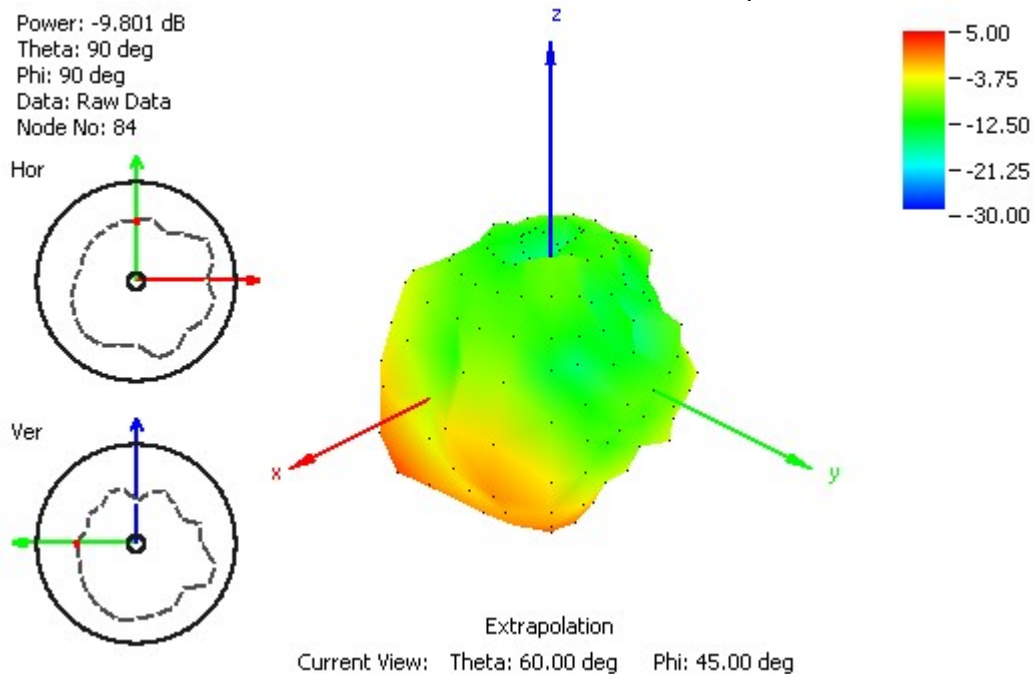 Power: -9.801 dB
Theta: 90 deg
Phi: 90 deg
Data: Raw Data
Node No: 84
Hor
Ver
z
x
y
5.00
-3.75
-12.50
-21.25
-30.00
Extrapolation
Current View: Theta: 60.00 deg Phi: 45.00 deg